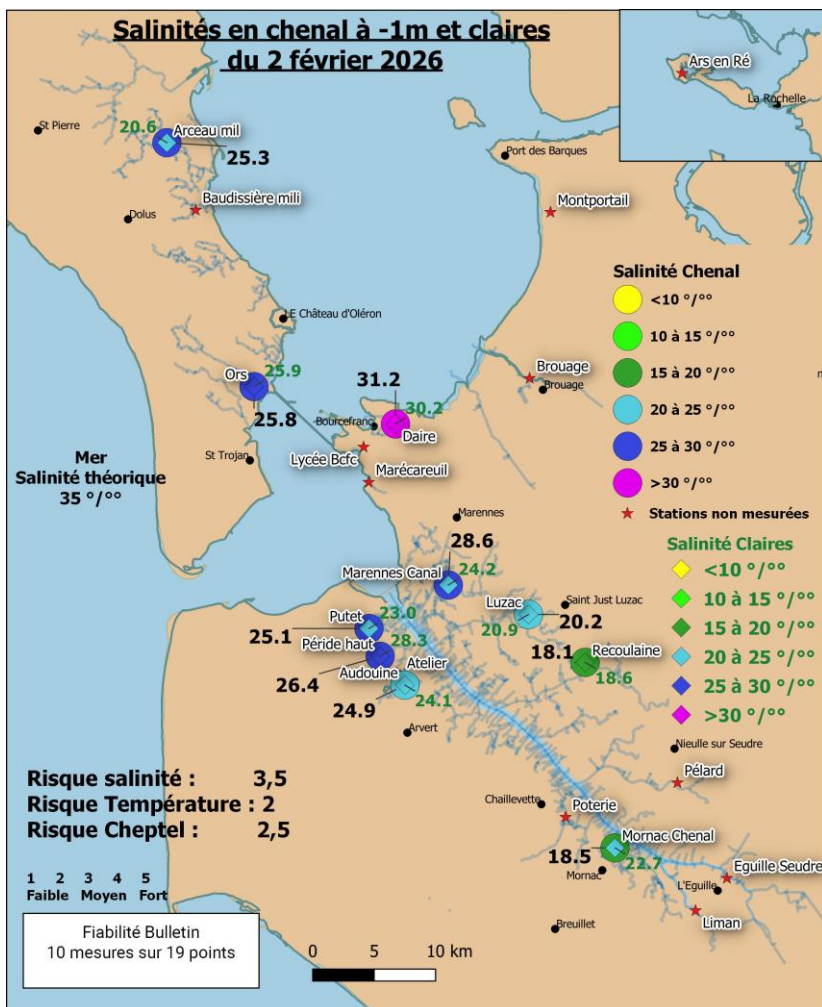 Salinités en chenal à -1m et claires
du 2 février 2026
Ars en Ré
La Rochelle
St Pierre
20.6
Arceau mil
25.3
Port des Barques
Baudissière mili
Dolus
Montportail
Salinité Chenal
<10 °/°°
10 à 15 °/°°
15 à 20 °/°°
20 à 25 °/°°
25 à 30 °/°°
>30 °/°°
Stations non mesurées
LE Château d'Oléron
Ors
25.9
25.8
31.2
30.2
Bourcefranc
Daire
Brouage
Brouage
Mer
Salinité théorique
35 °/°°
St Trojan
Lycée Bcfc
Marécareuil
Marennes
28.6
Marennes Canal
24.2
Salinité Claires
<10 °/°°
10 à 15 °/°°
15 à 20 °/°°
20 à 25 °/°°
25 à 30 °/°°
>30 °/°°
Luzac
Saint Just Luzac
20.9
20.2
Putet
23.0
25.1
Péride haut
28.3
Audouine
26.4
Atelier
24.9
24.1
Arvert
18.1
Recoulaine
18.6
Nieulle sur Seudre
Pélard
Risque salinité : 3,5
Risque Température : 2
Risque Cheptel : 2,5
Chaillevette
Poterie
Mornac Chenal
18.5
22.7
Mornac
Eguille Seudre
L'Eguille
Liman
Breuillet
1 2 3 4 5
Faible Moyen Fort
Fiabilité Bulletin
10 mesures sur 19 points
0 5 10 km